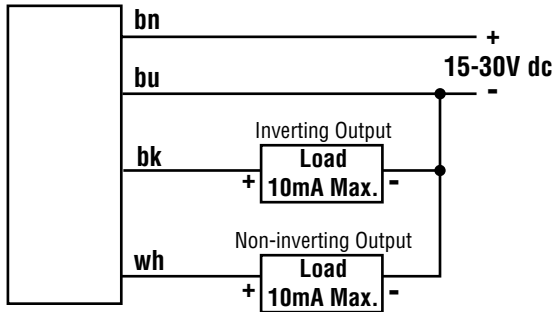 bn
+
15-30V dc
bu
-
Inverting Output
bk
Load
+ 10mA Max. -
Non-inverting Output
wh
Load
+ 10mA Max. -